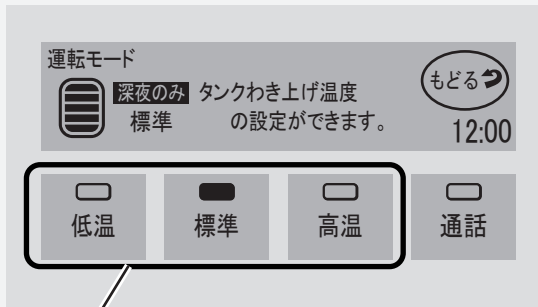 運転モード
もどる
深夜のみ タンクわき上げ温度
標準 の設定ができます。
12:00
低温 標準 高温 通話